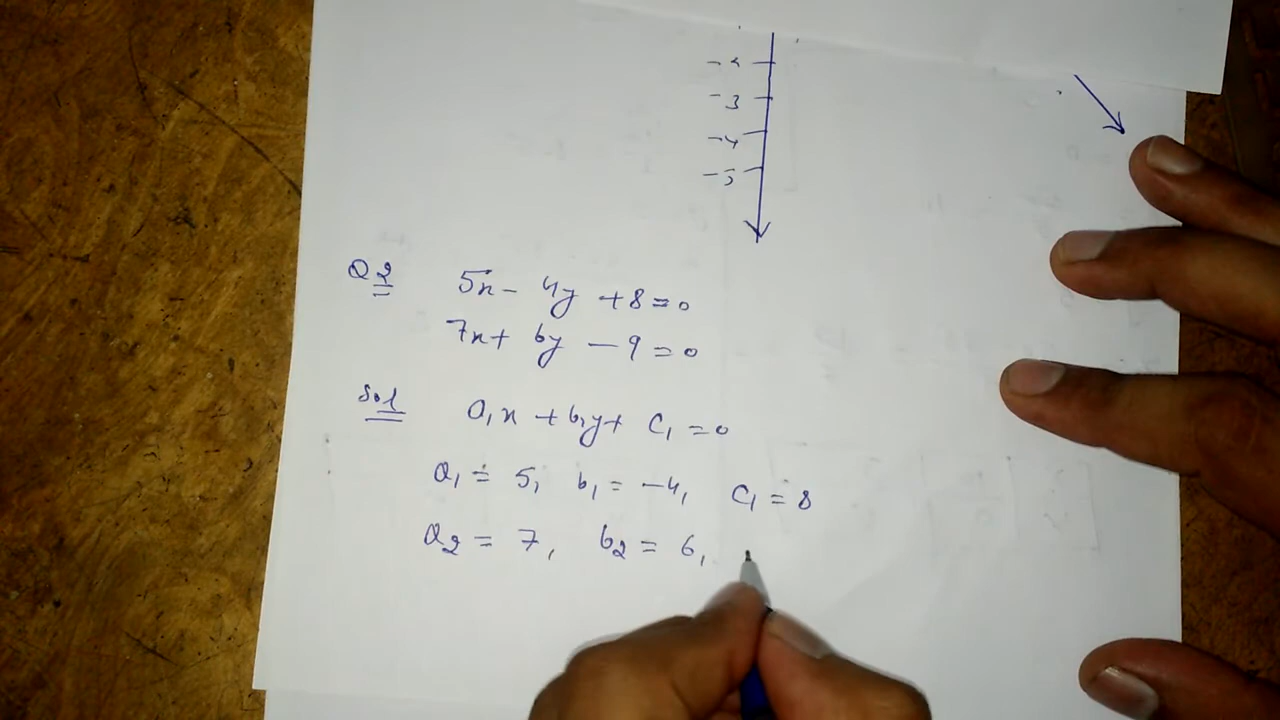 -3
-4
-5
Q2 5x - 4y + 8 = 0
7x + 6y - 9 = 0
Sol a₁x + b₁y + c₁ = 0
a₁ = 5, b₁ = -4, c₁ = 8
a₂ = 7, b₂ = 6,